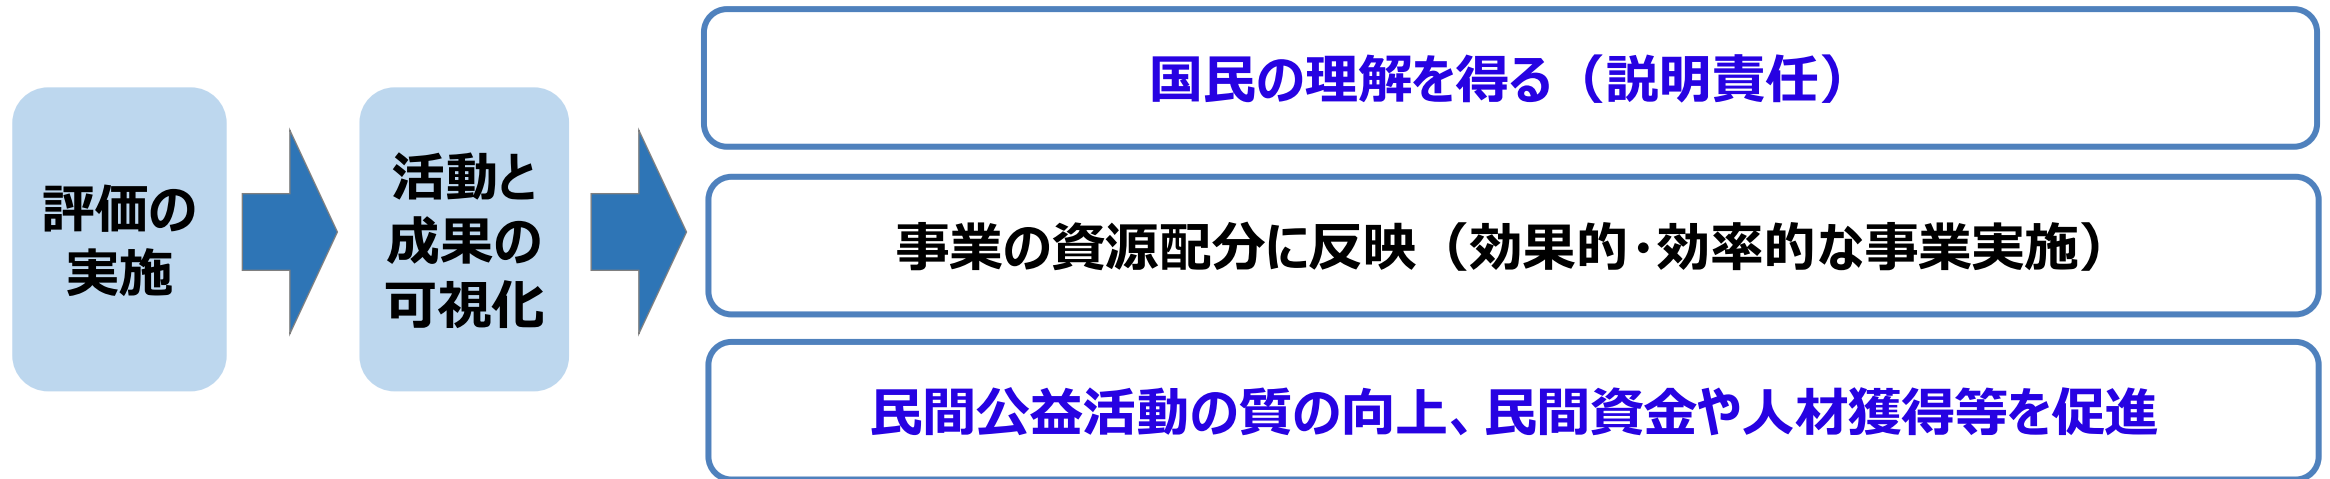 評価の
実施
活動と
成果の
可視化
国民の理解を得る（説明責任）
事業の資源配分に反映（効果的・効率的な事業実施）
民間公益活動の質の向上、民間資金や人材獲得等を促進